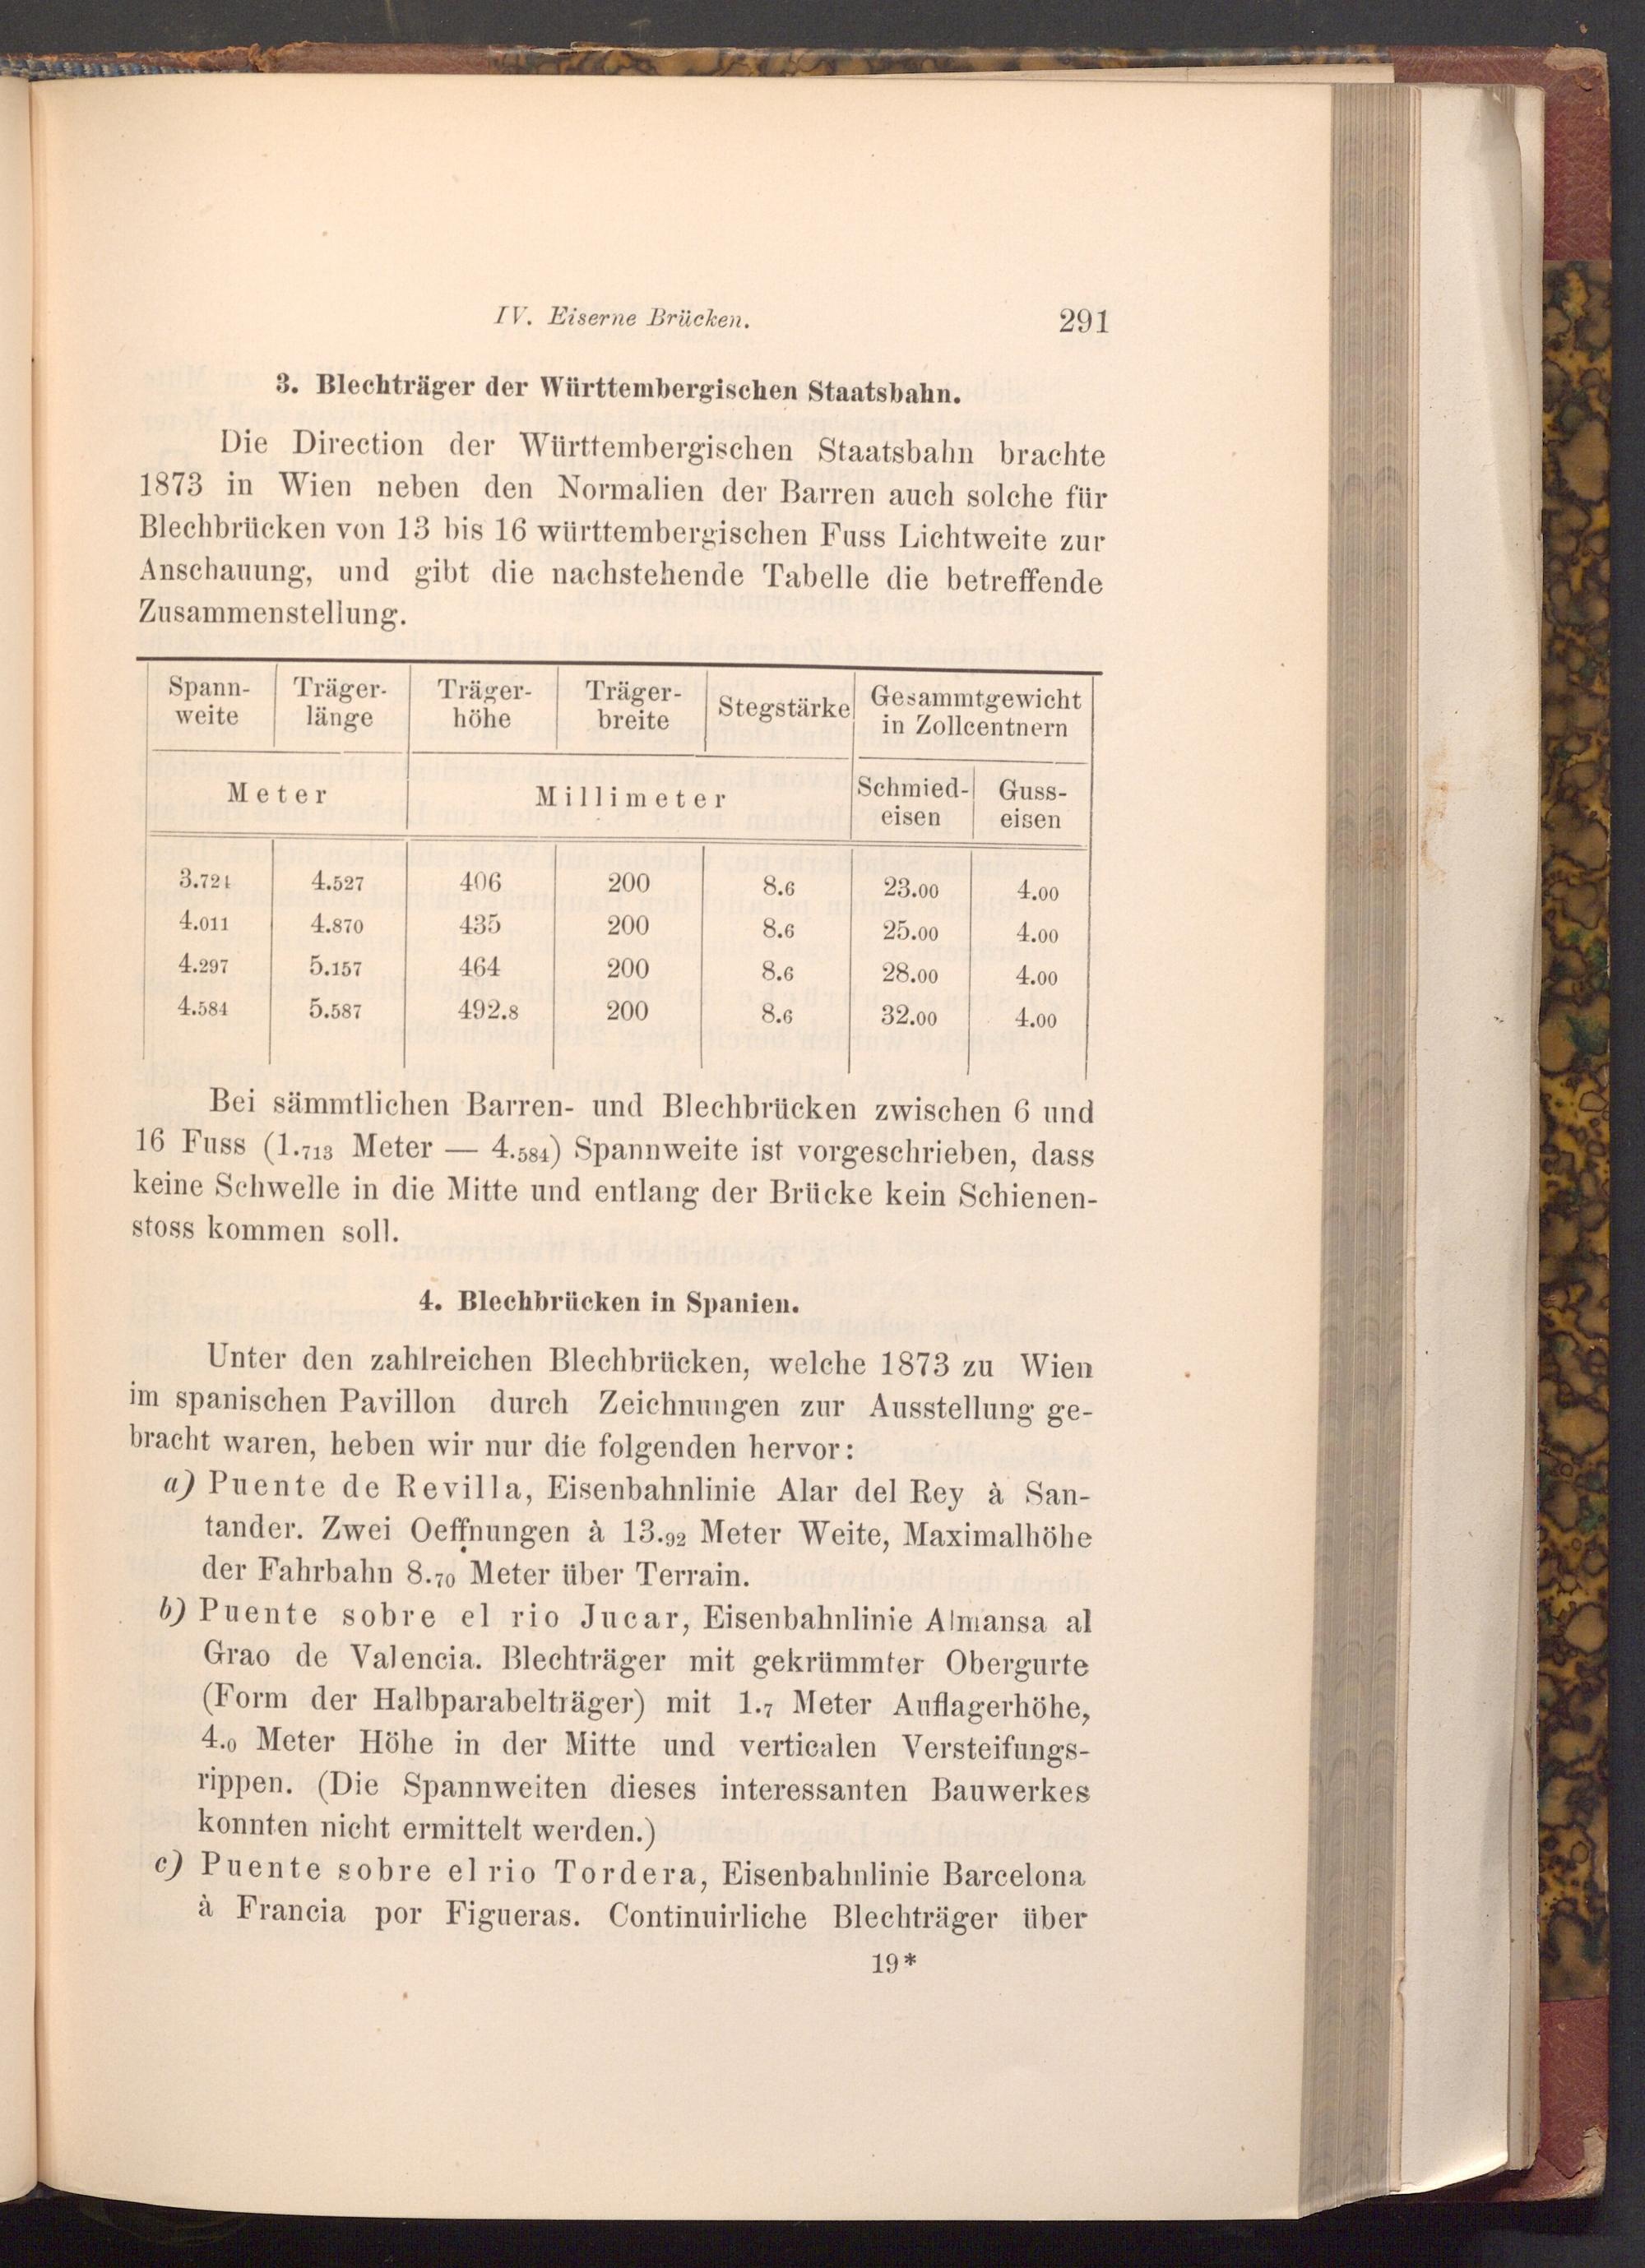 IV. Eiserne Brücken. 291
3. Blechträger der Württembergischen Staatsbahn.
Die Direction der Württembergischen Staatsbahn brachte
1873 in Wien neben den Normalien der Barren auch solche für
Blechbrücken von 13 bis 16 württembergischen Fuss Lichtweite zur
Anschauung, und gibt die nachstehende Tabelle die betreffende
Zusammenstellung.
Spann- Träger- Träger- Träger- Stegstärke Gesammtgewicht
weite länge höhe breite in Zollcentnern
Meter Millimeter Schmied- Guss-
eisen eisen
3.724 4.527 406 200 8.6 23.00 4.00
4.011 4.870 435 200 8.6 25.00 4.00
4.297 5.157 464 200 8.6 28.00 4.00
4.584 5.587 492.8 200 8.6 32.00 4.00
Bei sämmtlichen Barren- und Blechbrücken zwischen 6 und
16 Fuss (1.713 Meter — 4.584) Spannweite ist vorgeschrieben, dass
keine Schwelle in die Mitte und entlang der Brücke kein Schienen-
stoss kommen soll.
4. Blechbrücken in Spanien.
Unter den zahlreichen Blechbrücken, welche 1873 zu Wien
im spanischen Pavillon durch Zeichnungen zur Ausstellung ge-
bracht waren, heben wir nur die folgenden hervor:
a) Puente de Revilla, Eisenbahnlinie Alar del Rey à San-
tander. Zwei Oeffnungen à 13.92 Meter Weite, Maximalhöhe
der Fahrbahn 8.70 Meter über Terrain.
b) Puente sobre el rio Jucar, Eisenbahnlinie Almansa al
Grao de Valencia. Blechträger mit gekrümmter Obergurte
(Form der Halbparabelträger) mit 1.7 Meter Auflagerhöhe,
4.0 Meter Höhe in der Mitte und verticalen Versteifungs-
rippen. (Die Spannweiten dieses interessanten Bauwerkes
konnten nicht ermittelt werden.)
c) Puente sobre el rio Tordera, Eisenbahnlinie Barcelona
à Francia por Figueras. Continuirliche Blechträger über
19*